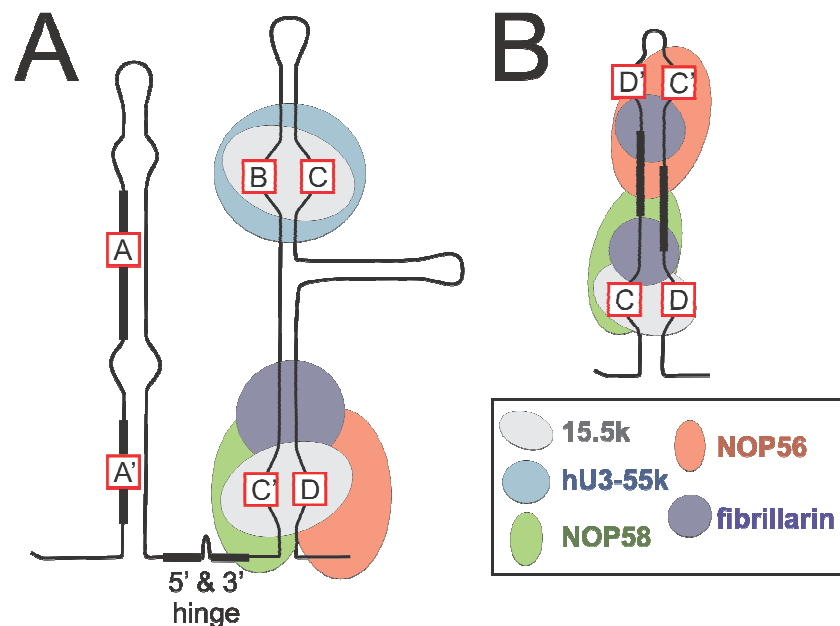 A
B
D’ C’
B C
A
C D
15.5k
NOP56
hU3-55k
fibrillarin
NOP58
A’
C’ D
5’ & 3’
hinge